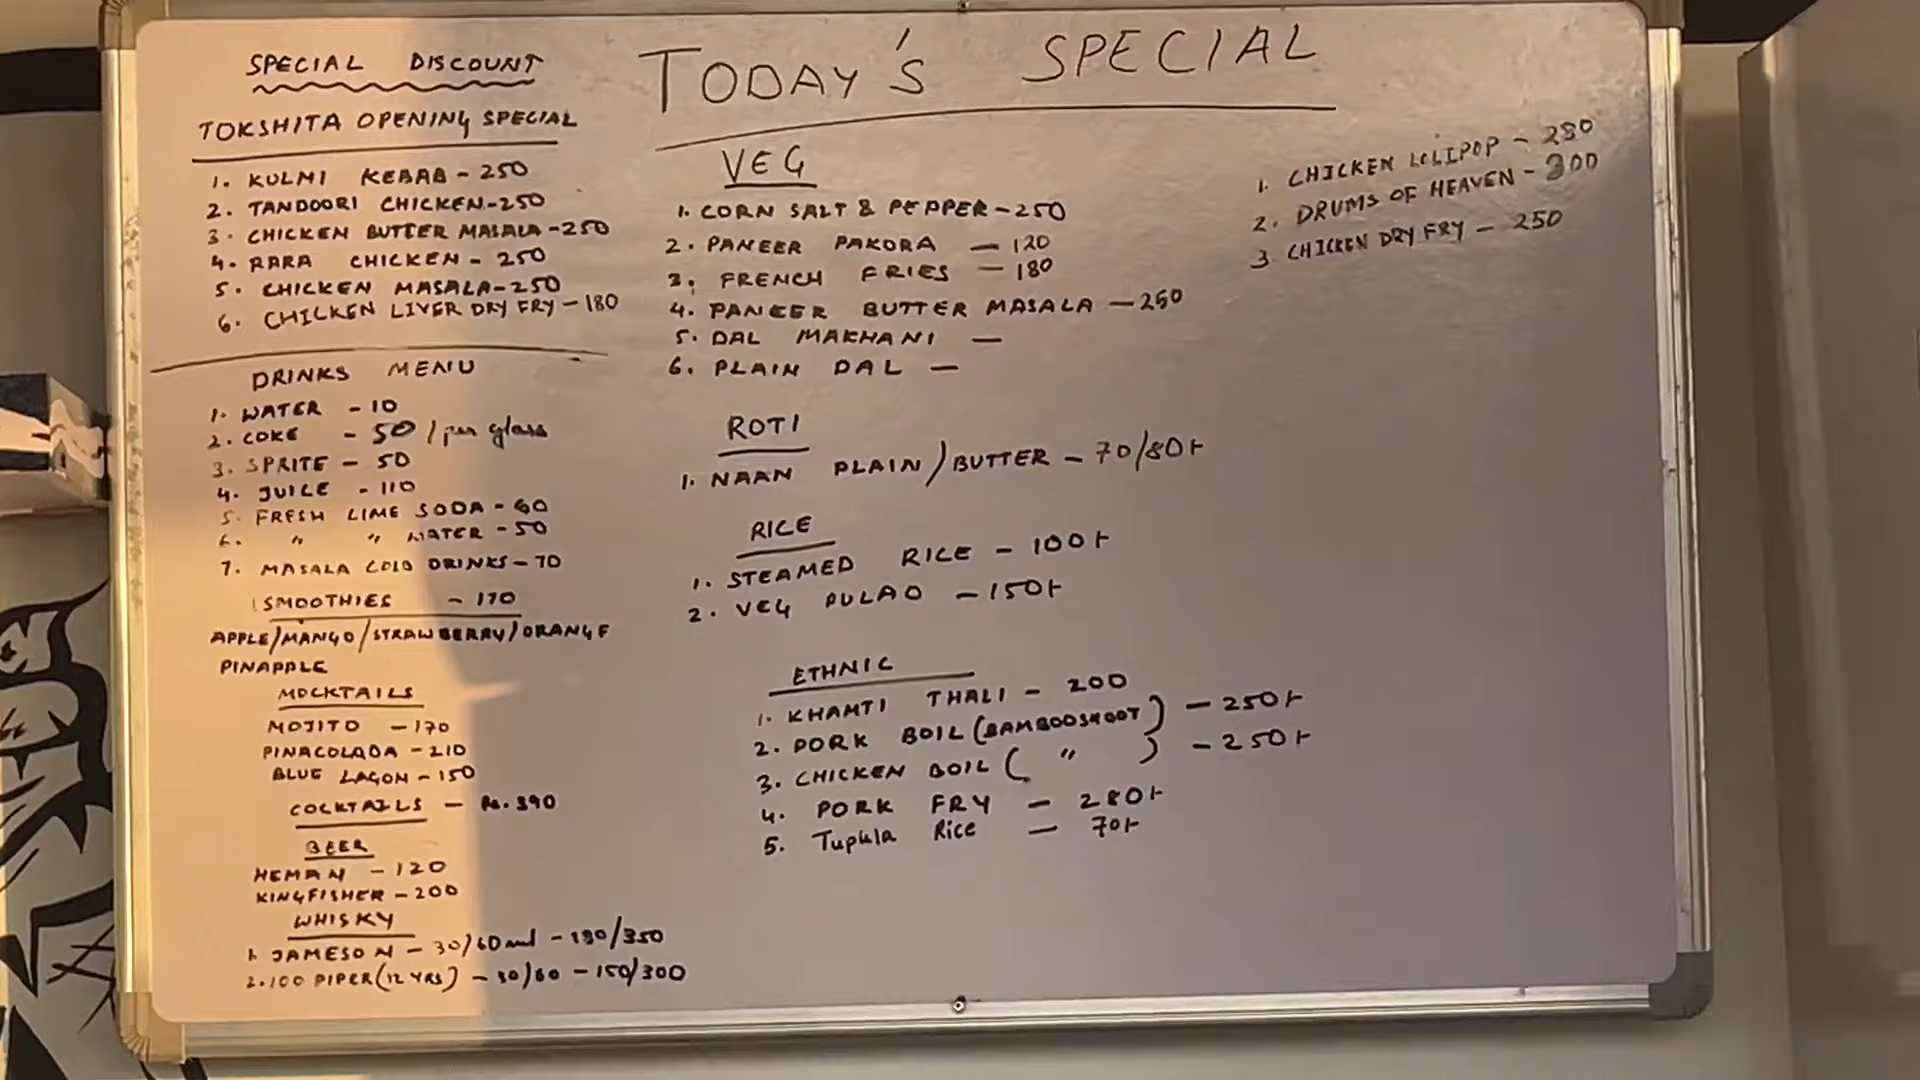 TODAY'S SPECIAL
SPECIAL DISCOUNT
TOKSHITA OPENING SPECIAL
1. KULMI KEBAB - 250
2. TANDOORI CHICKEN - 250
3. CHICKEN BUTTER MASALA - 250
4. RARA CHICKEN - 250
5. CHICKEN MASALA - 250
6. CHICKEN LIVER DRY FRY - 180
DRINKS MENU
1. WATER - 10
2. COKE - 50 / per glass
3. SPRITE - 50
4. JUICE - 110
5. FRESH LIME SODA - 60
6. " " WATER - 50
7. MASALA COLD DRINKS - 70
SMOOTHIES - 170
APPLE/MANGO/STRAWBERRY/ORANGE
PINAPPLE
MOCKTAILS
MOJITO - 170
PINACOLADA - 210
BLUE LAGON - 150
COCKTAILS - Rs. 390
BEER
HEMAN - 120
KINGFISHER - 200
WHISKY
1. JAMESON - 30/60 ml - 180/350
2. 100 PIPER (12 YRS) - 30/60 - 150/300
VEG
1. CORN SALT & PEPPER - 250
2. PANEER PAKORA - 120
3. FRENCH FRIES - 180
4. PANEER BUTTER MASALA - 250
5. DAL MAKHANI -
6. PLAIN DAL -
ROTI
1. NAAN PLAIN / BUTTER - 70/80/-
RICE
1. STEAMED RICE - 100/-
2. VEG PULAO - 150/-
ETHNIC
1. KHAMTI THALI - 200
2. PORK BOIL (BAMBOOSHOOT) - 250/-
3. CHICKEN BOIL ( " ) - 250/-
4. PORK FRY - 280/-
5. Tupula Rice - 70/-
1. CHICKEN LOLIPOP - 280
2. DRUMS OF HEAVEN - 300
3 CHICKEN DRY FRY - 250